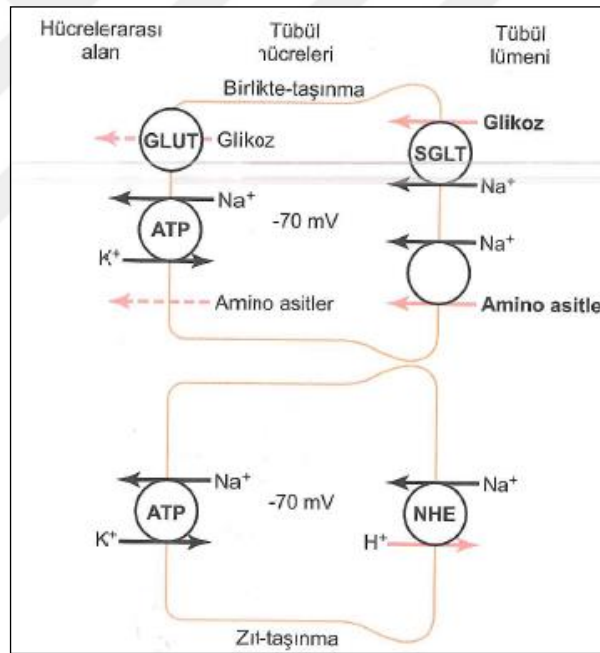 Hücrelerarası alan
Tübül hücreleri
Tübül lümeni
Birlikte-taşınma
GLUT
Glikoz
Glikoz
SGLT
Na⁺
Na⁺
-70 mV
ATP
K⁺
Na⁺
Amino asitler
Amino asitle
Na⁺
Na⁺
-70 mV
ATP
NHE
K⁺
H⁺
Zıt-taşınma